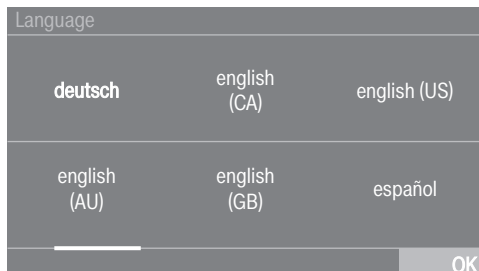 Language
deutsch
english
(CA)
english (US)
english
(AU)
english
(GB)
español
OK